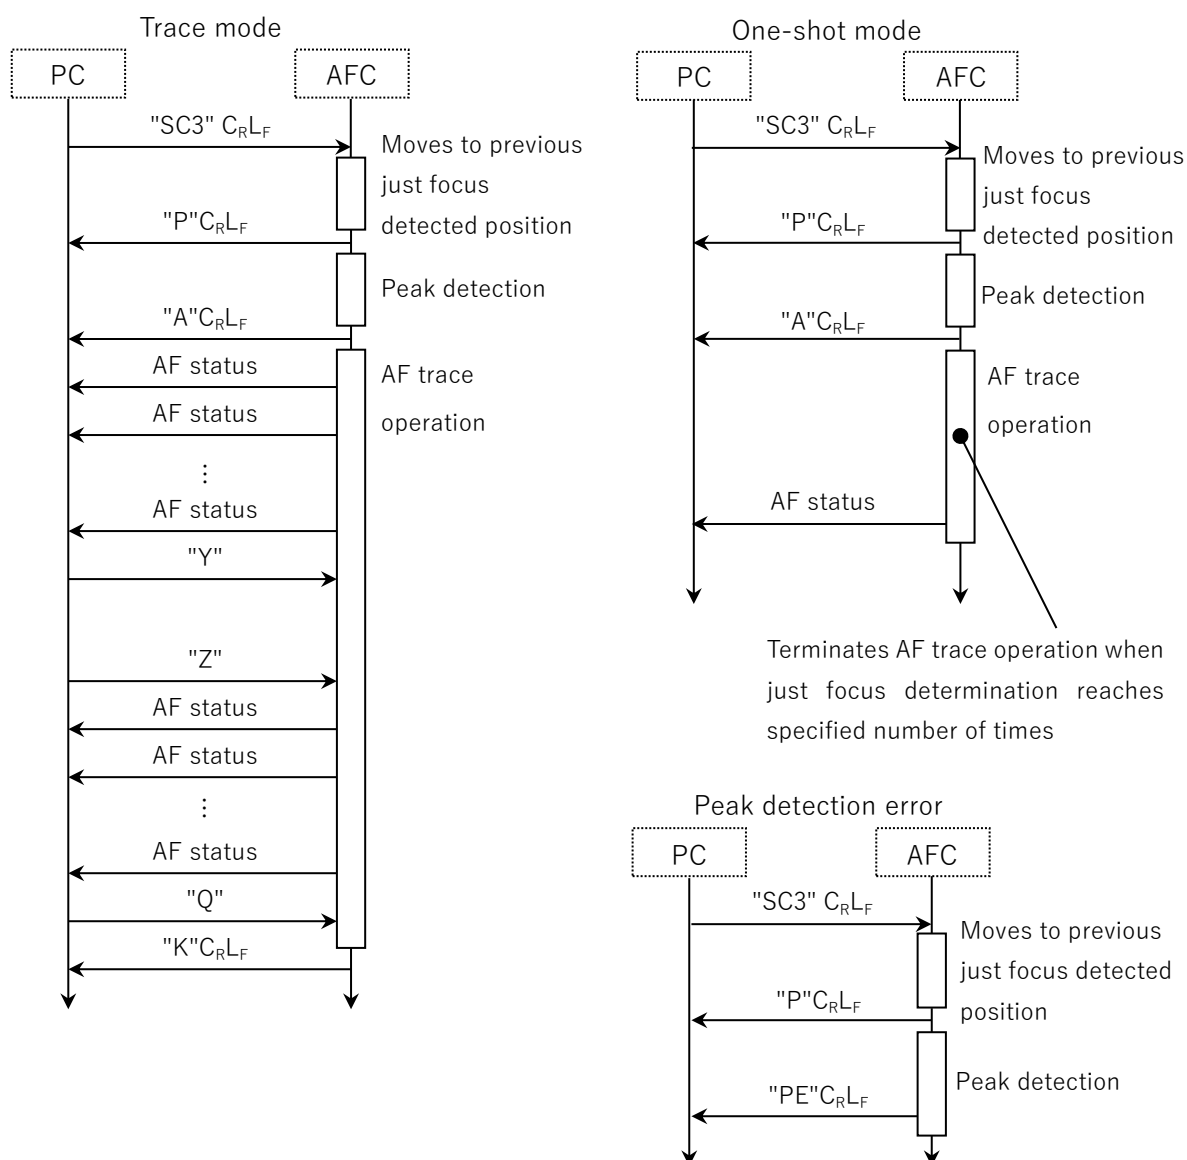 Trace mode
PC
AFC
"SC3" CRLF
Moves to previous
just focus
detected position
"P"CRLF
Peak detection
"A"CRLF
AF status
AF trace
operation
AF status
⋮
AF status
"Y"
"Z"
AF status
AF status
⋮
AF status
"Q"
"K"CRLF
One-shot mode
PC
AFC
"SC3" CRLF
Moves to previous
just focus
detected position
"P"CRLF
Peak detection
"A"CRLF
AF trace
operation
AF status
Terminates AF trace operation when
just focus determination reaches
specified number of times
Peak detection error
PC
AFC
"SC3" CRLF
Moves to previous
just focus detected
position
"P"CRLF
Peak detection
"PE"CRLF